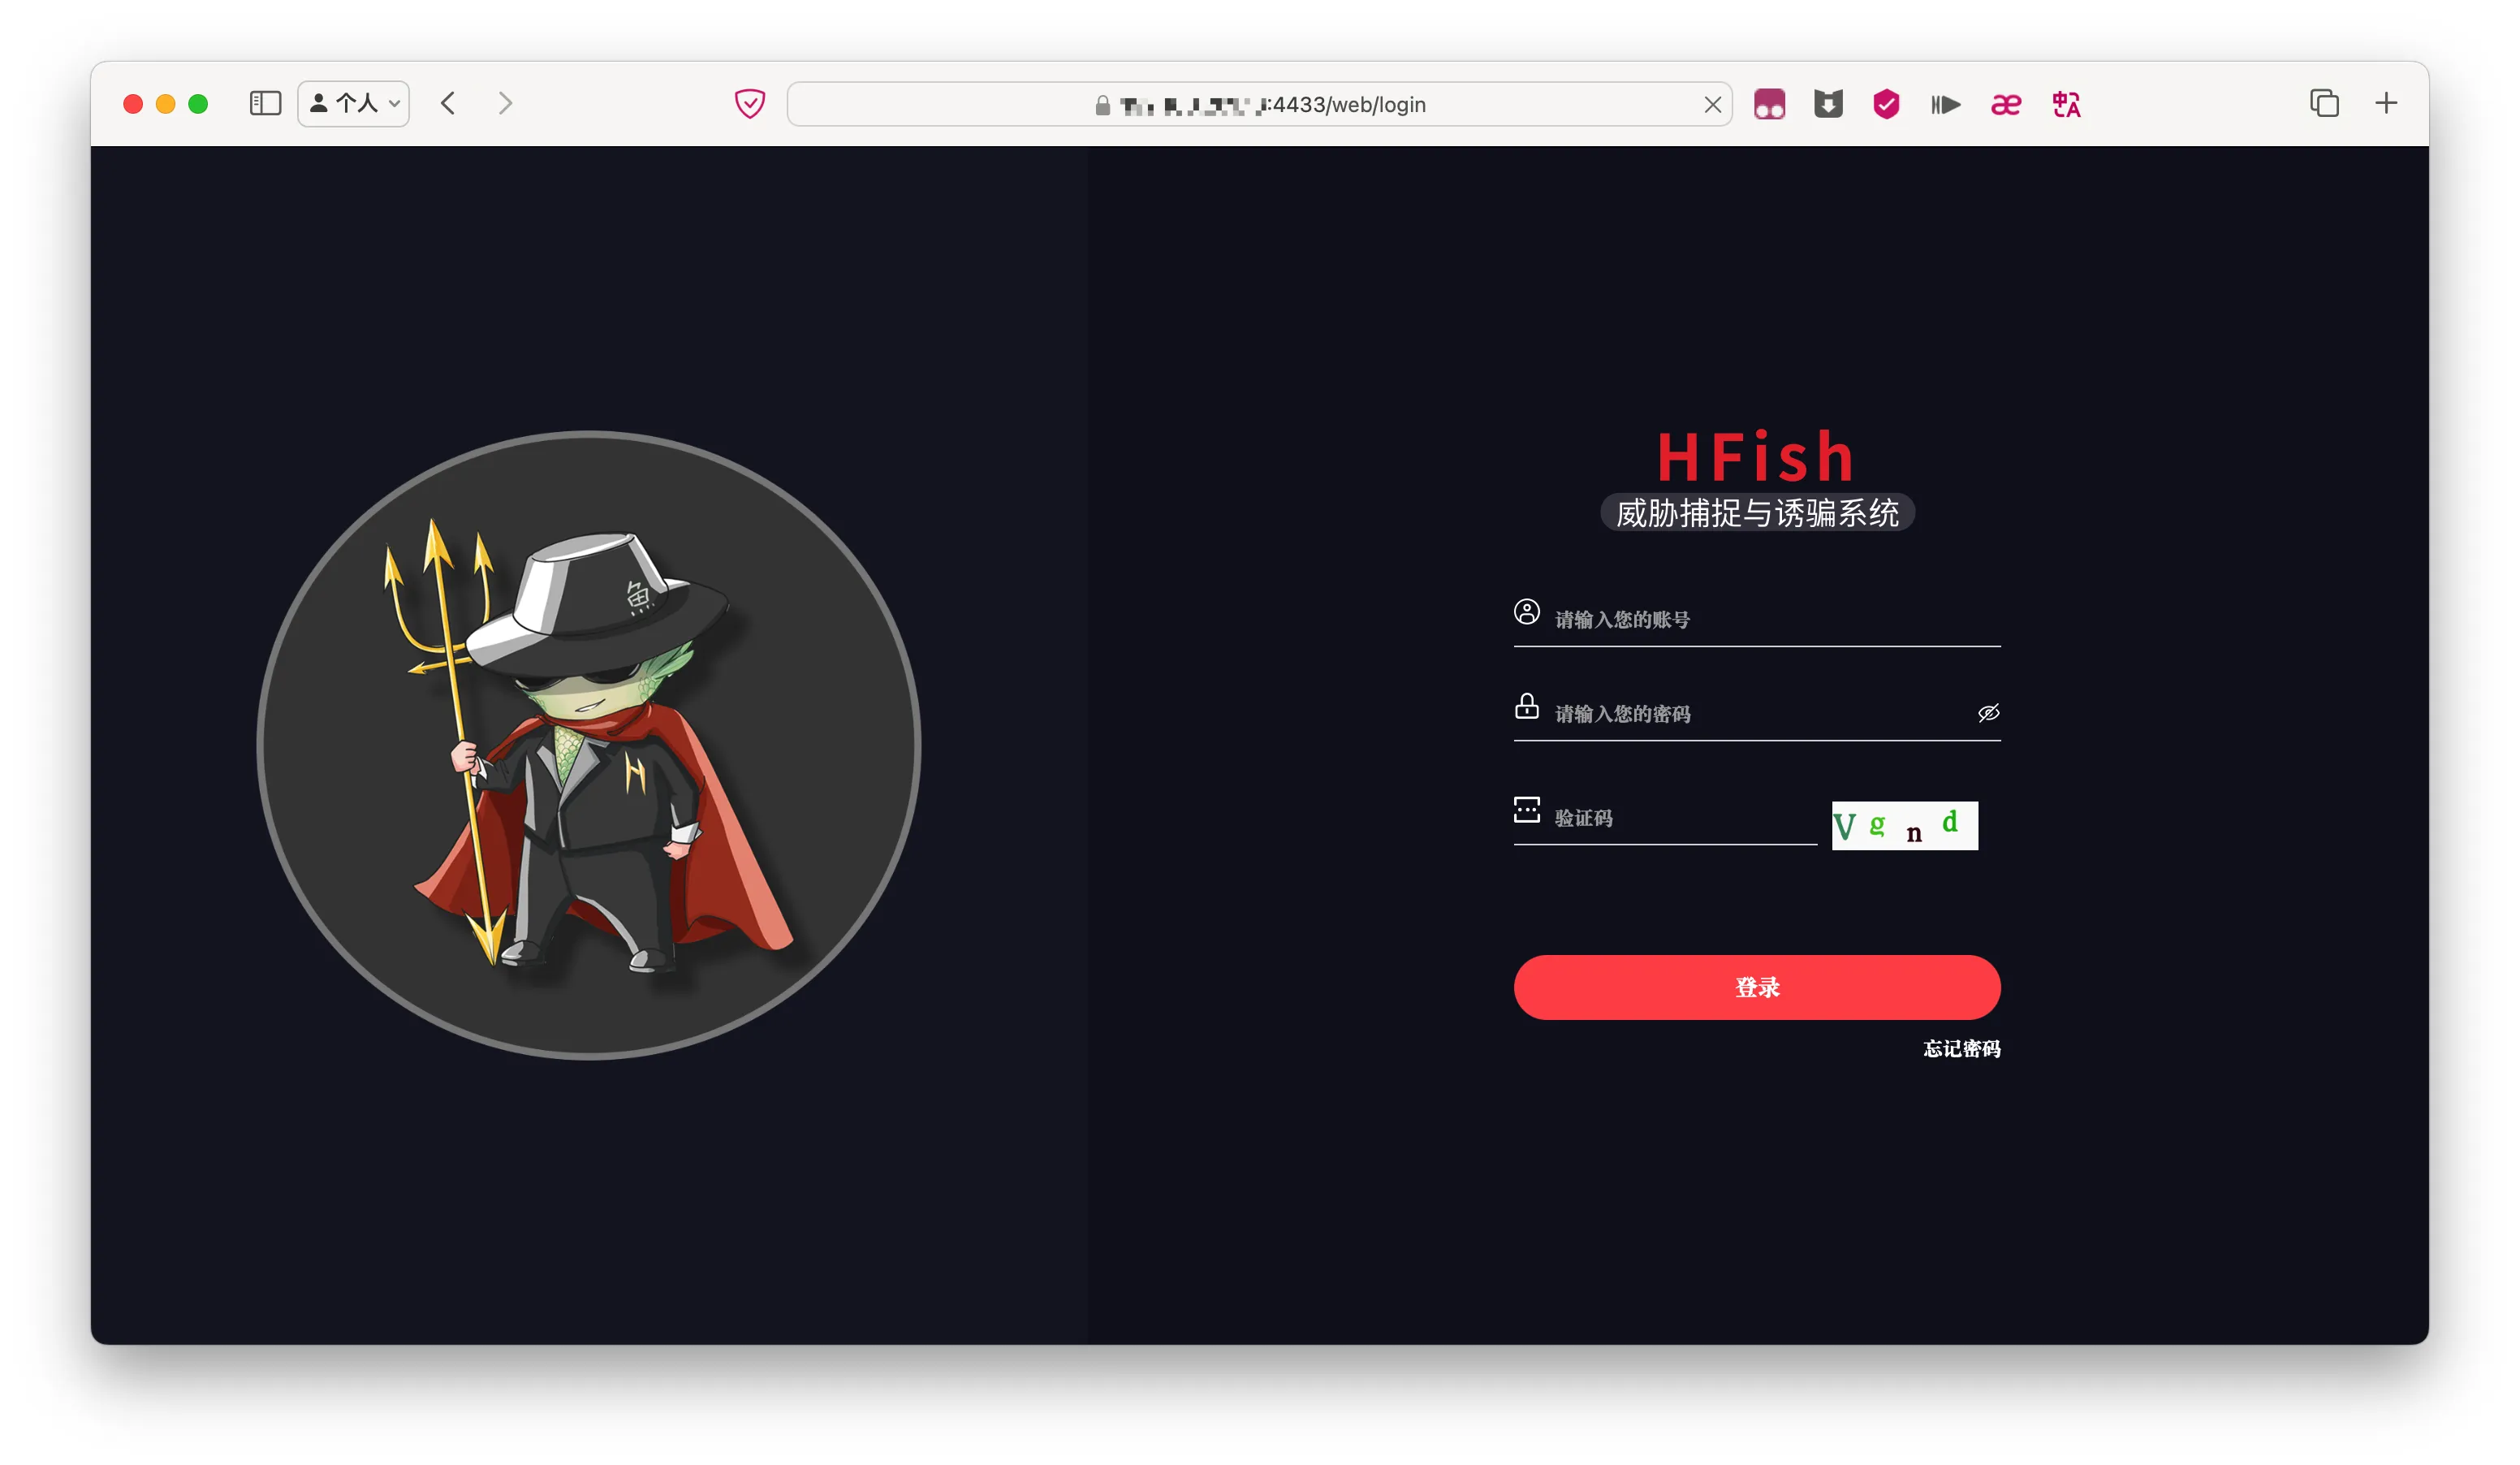 个人
:4433/web/login
鱼
H
HFish
威胁捕捉与诱骗系统
请输入您的账号
请输入您的密码
验证码
V g n d
登录
忘记密码